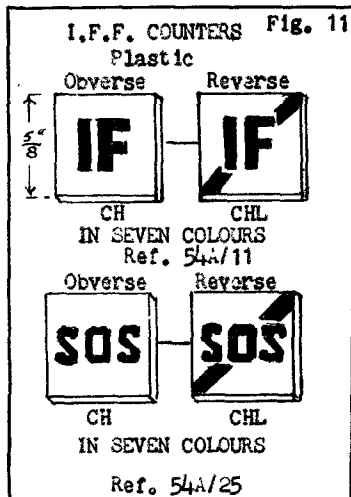 I.F.F. COUNTERS Fig. 11
Plastic
Obverse Reverse
5/8"
IF IF
CH CHL
IN SEVEN COLOURS
Ref. 54A/11
Obverse Reverse
SOS SOS
CH CHL
IN SEVEN COLOURS
Ref. 54A/25